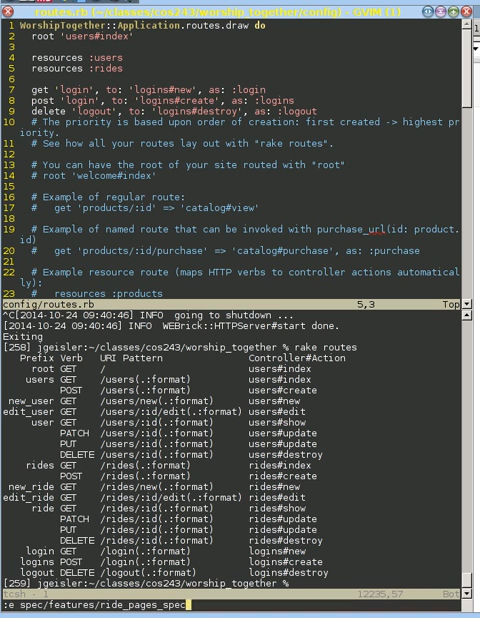 routes.rb (~/classes/cos243/worship_together/config) - GVIM (1)
1 WorshipTogether::Application.routes.draw do
2   root 'users#index'
3
4   resources :users
5   resources :rides
6
7   get 'login', to: 'logins#new', as: :login
8   post 'login', to: 'logins#create', as: :logins
9   delete 'logout', to: 'logins#destroy', as: :logout
10   # The priority is based upon order of creation: first created -> highest pr
iority.
11   # See how all your routes lay out with "rake routes".
12
13   # You can have the root of your site routed with "root"
14   # root 'welcome#index'
15
16   # Example of regular route:
17   #   get 'products/:id' => 'catalog#view'
18
19   # Example of named route that can be invoked with purchase_url(id: product.
id)
20   #   get 'products/:id/purchase' => 'catalog#purchase', as: :purchase
21
22   # Example resource route (maps HTTP verbs to controller actions automatical
ly):
23   #   resources :products
config/routes.rb 5,3 Top
^C[2014-10-24 09:40:46] INFO  going to shutdown ...
[2014-10-24 09:40:46] INFO  WEBrick::HTTPServer#start done.
Exiting
[258] jgeisler:~/classes/cos243/worship_together % rake routes
Prefix Verb   URI Pattern               Controller#Action
root GET    /                         users#index
users GET    /users(.:format)          users#index
POST   /users(.:format)          users#create
new_user GET    /users/new(.:format)      users#new
edit_user GET    /users/:id/edit(.:format) users#edit
user GET    /users/:id(.:format)      users#show
PATCH  /users/:id(.:format)      users#update
PUT    /users/:id(.:format)      users#update
DELETE /users/:id(.:format)      users#destroy
rides GET    /rides(.:format)          rides#index
POST   /rides(.:format)          rides#create
new_ride GET    /rides/new(.:format)      rides#new
edit_ride GET    /rides/:id/edit(.:format) rides#edit
ride GET    /rides/:id(.:format)      rides#show
PATCH  /rides/:id(.:format)      rides#update
PUT    /rides/:id(.:format)      rides#update
DELETE /rides/:id(.:format)      rides#destroy
login GET    /login(.:format)          logins#new
logins POST   /login(.:format)          logins#create
logout DELETE /logout(.:format)         logins#destroy
[259] jgeisler:~/classes/cos243/worship_together %
tcsh - 1 12235,57 Bot
:e spec/features/ride_pages_spec